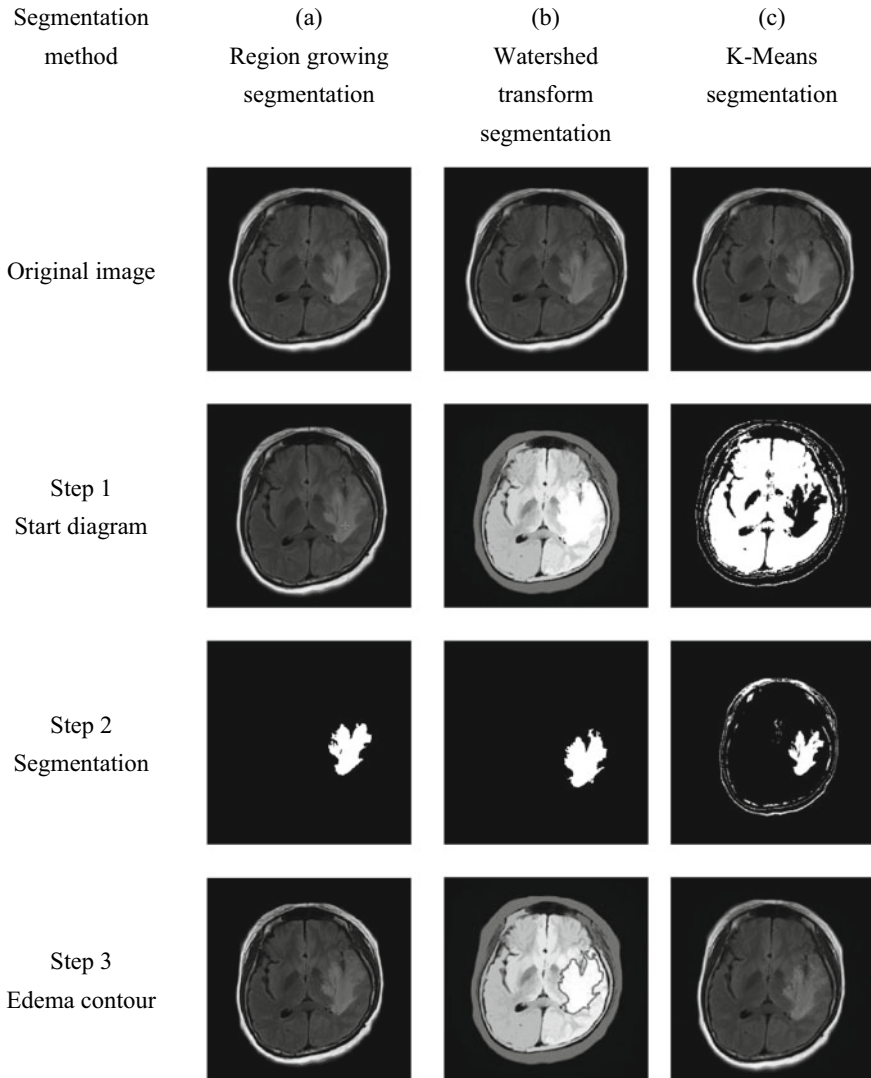 Segmentation
method
(a)
Region growing
segmentation
(b)
Watershed
transform
segmentation
(c)
K-Means
segmentation
Original image
Step 1
Start diagram
Step 2
Segmentation
Step 3
Edema contour